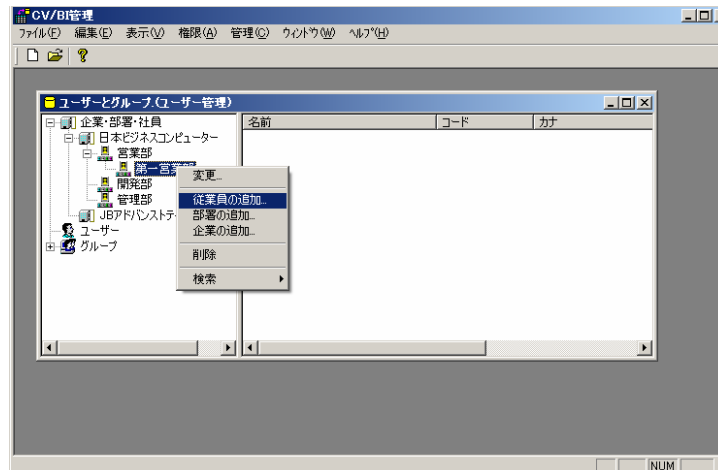 CV/BI管理
ファイル(F) 編集(E) 表示(V) 権限(A) 管理(C) ウィンドウ(W) ヘルプ(H)
ユーザーとグループ.(ユーザー管理)
企業・部署・社員
日本ビジネスコンピューター
営業部
第一営業部
開発部
管理部
JBアドバンストテ
ユーザー
グループ
名前 コード カナ
変更...
従業員の追加...
部署の追加...
企業の追加...
削除
検索
NUM